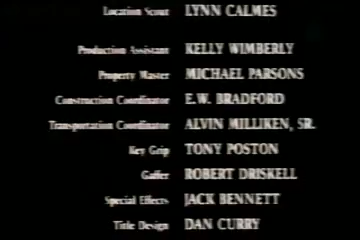 Location Scout LYNN CALMES
Production Assistant KELLY WIMBERLY
Property Master MICHAEL PARSONS
Construction Coordinator E.W. BRADFORD
Transportation Coordinator ALVIN MILLIKEN, SR.
Key Grip TONY POSTON
Gaffer ROBERT DRISKELL
Special Effects JACK BENNETT
Title Design DAN CURRY